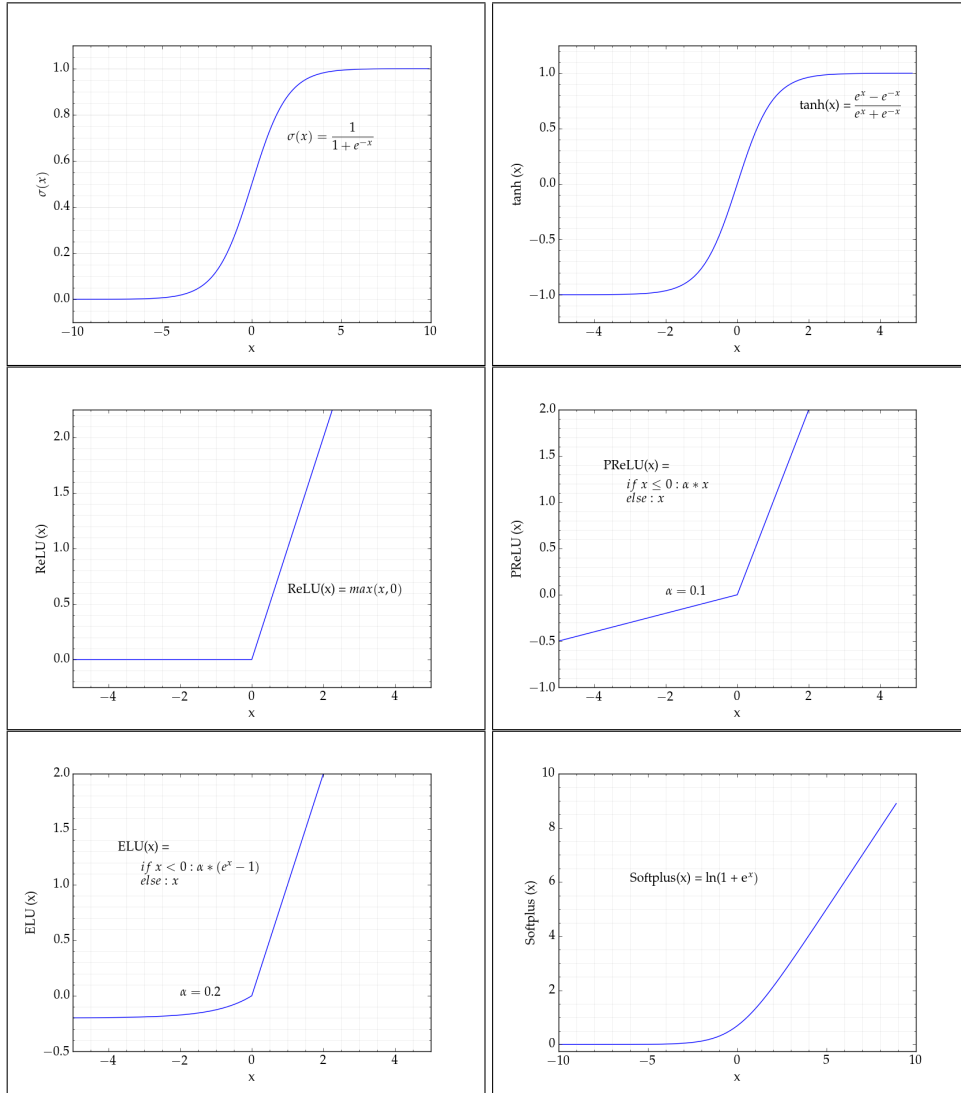 1.0
0.8
0.6
0.4
0.2
0.0
σ(x)
σ(x) = 1 / (1 + e^{−x})
−10 −5 0 5 10
x
1.0
0.5
0.0
−0.5
−1.0
tanh (x)
tanh(x) = (e^x − e^{−x}) / (e^x + e^{−x})
−4 −2 0 2 4
x
2.0
1.5
1.0
0.5
0.0
ReLU (x)
ReLU(x) = max(x, 0)
−4 −2 0 2 4
x
2.0
1.5
1.0
0.5
0.0
−0.5
−1.0
PReLU (x)
PReLU(x) =
if x ≤ 0 : α ∗ x
else : x
α = 0.1
−4 −2 0 2 4
x
2.0
1.5
1.0
0.5
0.0
−0.5
ELU (x)
ELU(x) =
if x < 0 : α ∗ (e^x − 1)
else : x
α = 0.2
−4 −2 0 2 4
x
10
8
6
4
2
0
Softplus (x)
Softplus(x) = ln(1 + e^x)
−10 −5 0 5 10
x